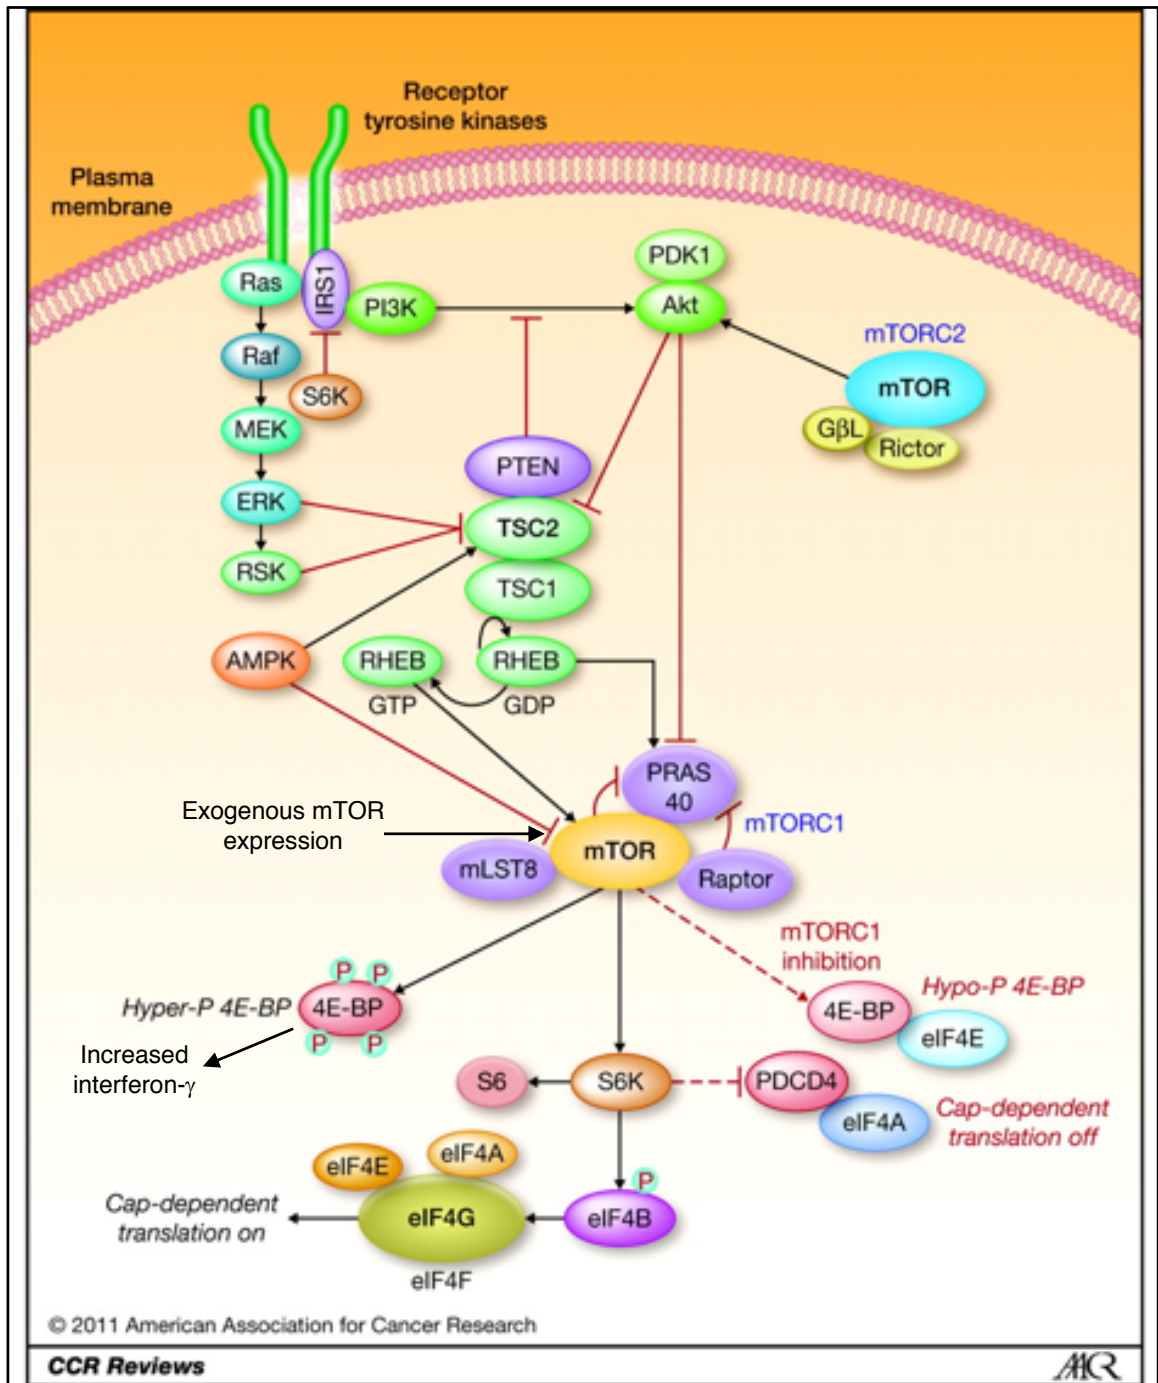 Receptor
tyrosine kinases
Plasma
membrane
PDK1
Ras
IRS1
PI3K
Akt
mTORC2
Raf
mTOR
S6K
GβL
Rictor
MEK
PTEN
ERK
TSC2
RSK
TSC1
AMPK
RHEB
RHEB
GTP
GDP
PRAS
40
Exogenous mTOR
expression
mTORC1
mTOR
mLST8
Raptor
mTORC1
inhibition
P P
Hyper-P 4E-BP
4E-BP
P P
Hypo-P 4E-BP
4E-BP
eIF4E
Increased
interferon-γ
S6
S6K
PDCD4
eIF4A
Cap-dependent
translation off
eIF4E
eIF4A
P
Cap-dependent
translation on
eIF4G
eIF4B
eIF4F
© 2011 American Association for Cancer Research
CCR Reviews
AACR